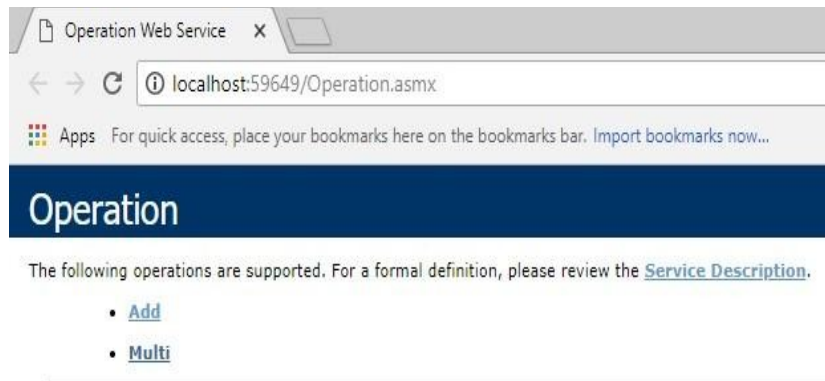 Operation Web Service
localhost:59649/Operation.asmx
Apps For quick access, place your bookmarks here on the bookmarks bar. Import bookmarks now...
Operation
The following operations are supported. For a formal definition, please review the Service Description.
• Add
• Multi